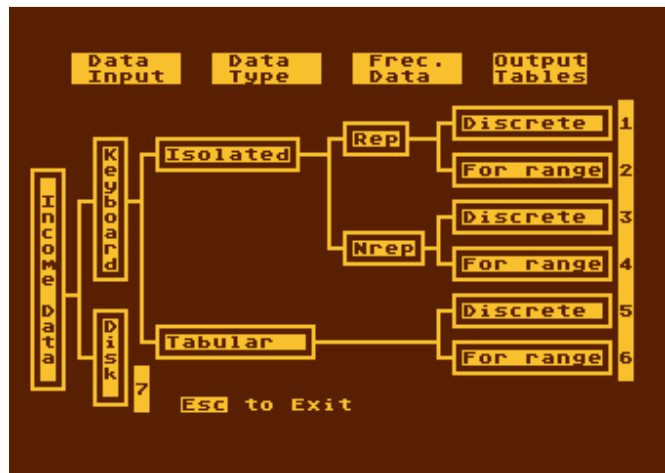 Data Input
Data Type
Frec. Data
Output Tables
Income Data
Keyboard
Disk
7
Isolated
Tabular
Rep
Nrep
Discrete 1
For range 2
Discrete 3
For range 4
Discrete 5
For range 6
Esc to Exit